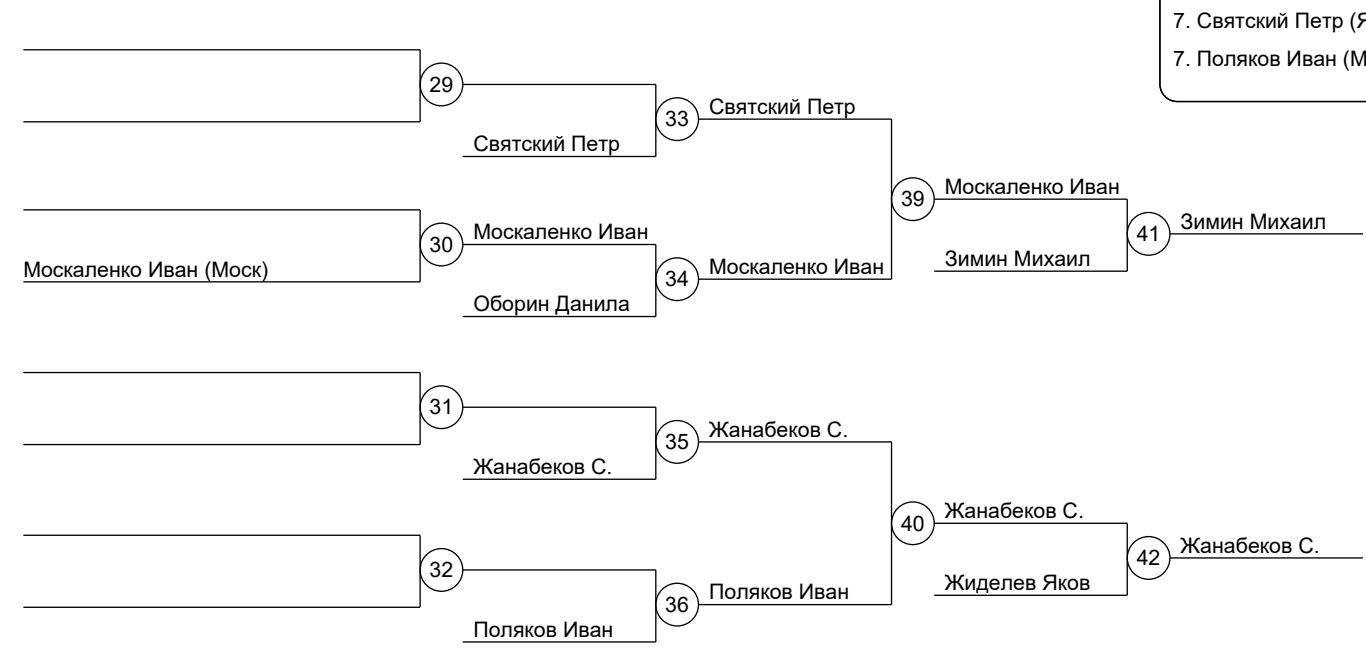 7. Святский Петр (Я
7. Поляков Иван (М
29
33
Святский Петр
Святский Петр
39
Москаленко Иван
30
Москаленко Иван
41
Зимин Михаил
Москаленко Иван (Моск)
34
Москаленко Иван
Зимин Михаил
Оборин Данила
31
35
Жанабеков С.
Жанабеков С.
40
Жанабеков С.
32
42
Жанабеков С.
36
Поляков Иван
Жиделев Яков
Поляков Иван